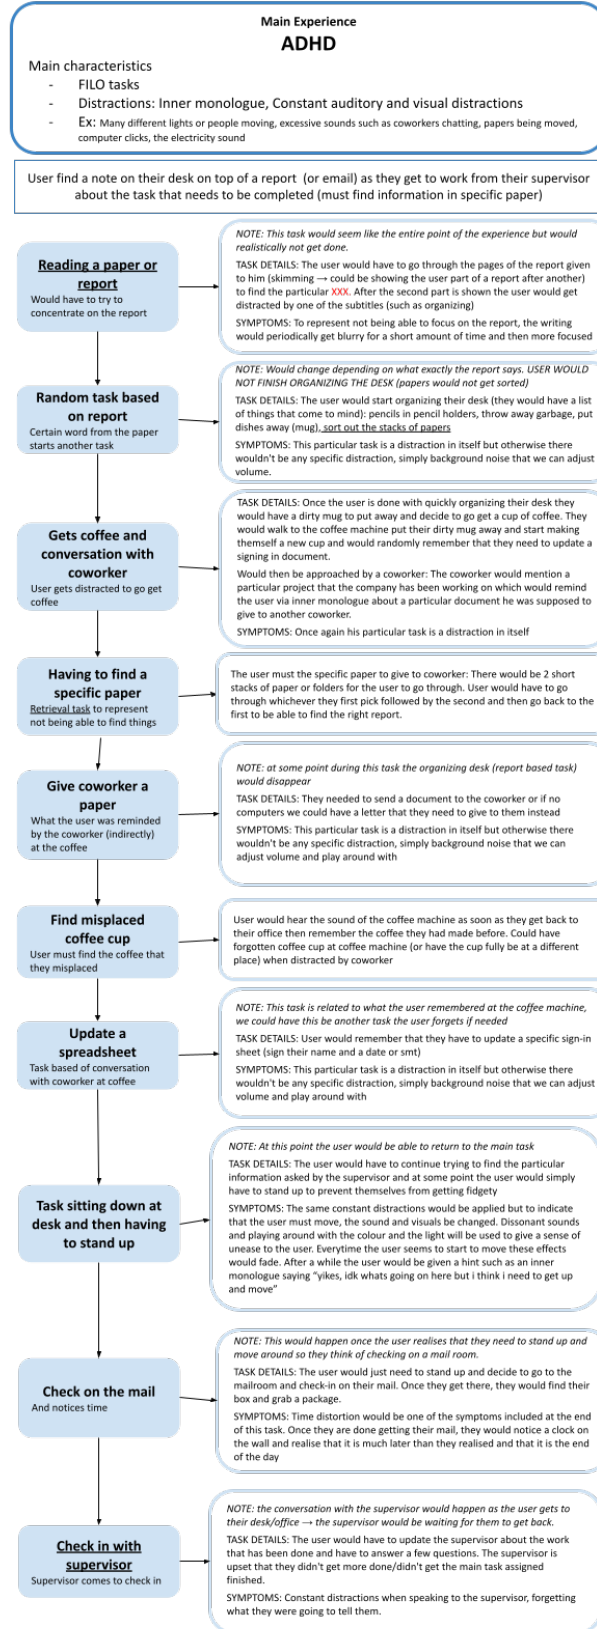 Main Experience
ADHD
Main characteristics
- FILO tasks
- Distractions: Inner monologue, Constant auditory and visual distractions
- Ex: Many different lights or people moving, excessive sounds such as coworkers chatting, papers being moved,
computer clicks, the electricity sound
User find a note on their desk on top of a report (or email) as they get to work from their supervisor
about the task that needs to be completed (must find information in specific paper)
Reading a paper or
report
Would have to try to
concentrate on the report
NOTE: This task would seem like the entire point of the experience but would
realistically not get done.
TASK DETAILS: The user would have to go through the pages of the report given
to him (skimming → could be showing the user part of a report after another)
to find the particular XXX. After the second part is shown the user would get
distracted by one of the subtitles (such as organizing)
SYMPTOMS: To represent not being able to focus on the report, the writing
would periodically get blurry for a short amount of time and then more focused
Random task based
on report
Certain word from the paper
starts another task
NOTE: Would change depending on what exactly the report says. USER WOULD
NOT FINISH ORGANIZING THE DESK (papers would not get sorted)
TASK DETAILS: The user would start organizing their desk (they would have a list
of things that come to mind): pencils in pencil holders, throw away garbage, put
dishes away (mug), sort out the stacks of papers
SYMPTOMS: This particular task is a distraction in itself but otherwise there
wouldn't be any specific distraction, simply background noise that we can adjust
volume.
Gets coffee and
conversation with
coworker
User gets distracted to go get
coffee
TASK DETAILS: Once the user is done with quickly organizing their desk they
would have a dirty mug to put away and decide to go get a cup of coffee. They
would walk to the coffee machine put their dirty mug away and start making
themself a new cup and would randomly remember that they need to update a
signing in document.
Would then be approached by a coworker: The coworker would mention a
particular project that the company has been working on which would remind
the user via inner monologue about a particular document he was supposed to
give to another coworker.
SYMPTOMS: Once again his particular task is a distraction in itself
Having to find a
specific paper
Retrieval task to represent
not being able to find things
The user must the specific paper to give to coworker: There would be 2 short
stacks of paper or folders for the user to go through. User would have to go
through whichever they first pick followed by the second and then go back to the
first to be able to find the right report.
Give coworker a
paper
What the user was reminded
by the coworker (indirectly)
at the coffee
NOTE: at some point during this task the organizing desk (report based task)
would disappear
TASK DETAILS: They needed to send a document to the coworker or if no
computers we could have a letter that they need to give to them instead
SYMPTOMS: This particular task is a distraction in itself but otherwise there
wouldn't be any specific distraction, simply background noise that we can
adjust volume and play around with
Find misplaced
coffee cup
User must find the coffee that
they misplaced
User would hear the sound of the coffee machine as soon as they get back to
their office then remember the coffee they had made before. Could have
forgotten coffee cup at coffee machine (or have the cup fully be at a different
place) when distracted by coworker
Update a
spreadsheet
Task based of conversation
with coworker at coffee
NOTE: This task is related to what the user remembered at the coffee machine,
we could have this be another task the user forgets if needed
TASK DETAILS: User would remember that they have to update a specific sign-in
sheet (sign their name and a date or smt)
SYMPTOMS: This particular task is a distraction in itself but otherwise there
wouldn't be any specific distraction, simply background noise that we can adjust
volume and play around with
Task sitting down at
desk and then having
to stand up
NOTE: At this point the user would be able to return to the main task
TASK DETAILS: The user would have to continue trying to find the particular
information asked by the supervisor and at some point the user would simply
have to stand up to prevent themselves from getting fidgety
SYMPTOMS: The same constant distractions would be applied but to indicate
that the user must move, the sound and visuals be changed. Dissonant sounds
and playing around with the colour and the light will be used to give a sense of
unease to the user. Everytime the user seems to start to move these effects
would fade. After a while the user would be given a hint such as an inner
monologue saying “yikes, idk whats going on here but i think i need to get up
and move”
Check on the mail
And notices time
NOTE: This would happen once the user realises that they need to stand up and
move around so they think of checking on a mail room.
TASK DETAILS: The user would just need to stand up and decide to go to the
mailroom and check-in on their mail. Once they get there, they would find their
box and grab a package.
SYMPTOMS: Time distortion would be one of the symptoms included at the end
of this task. Once they are done getting their mail, they would notice a clock on
the wall and realise that it is much later than they realised and that it is the end
of the day
Check in with
supervisor
Supervisor comes to check in
NOTE: the conversation with the supervisor would happen as the user gets to
their desk/office → the supervisor would be waiting for them to get back.
TASK DETAILS: The user would have to update the supervisor about the work
that has been done and have to answer a few questions. The supervisor is
upset that they didn't get more done/didn't get the main task assigned
finished.
SYMPTOMS: Constant distractions when speaking to the supervisor, forgetting
what they were going to tell them.